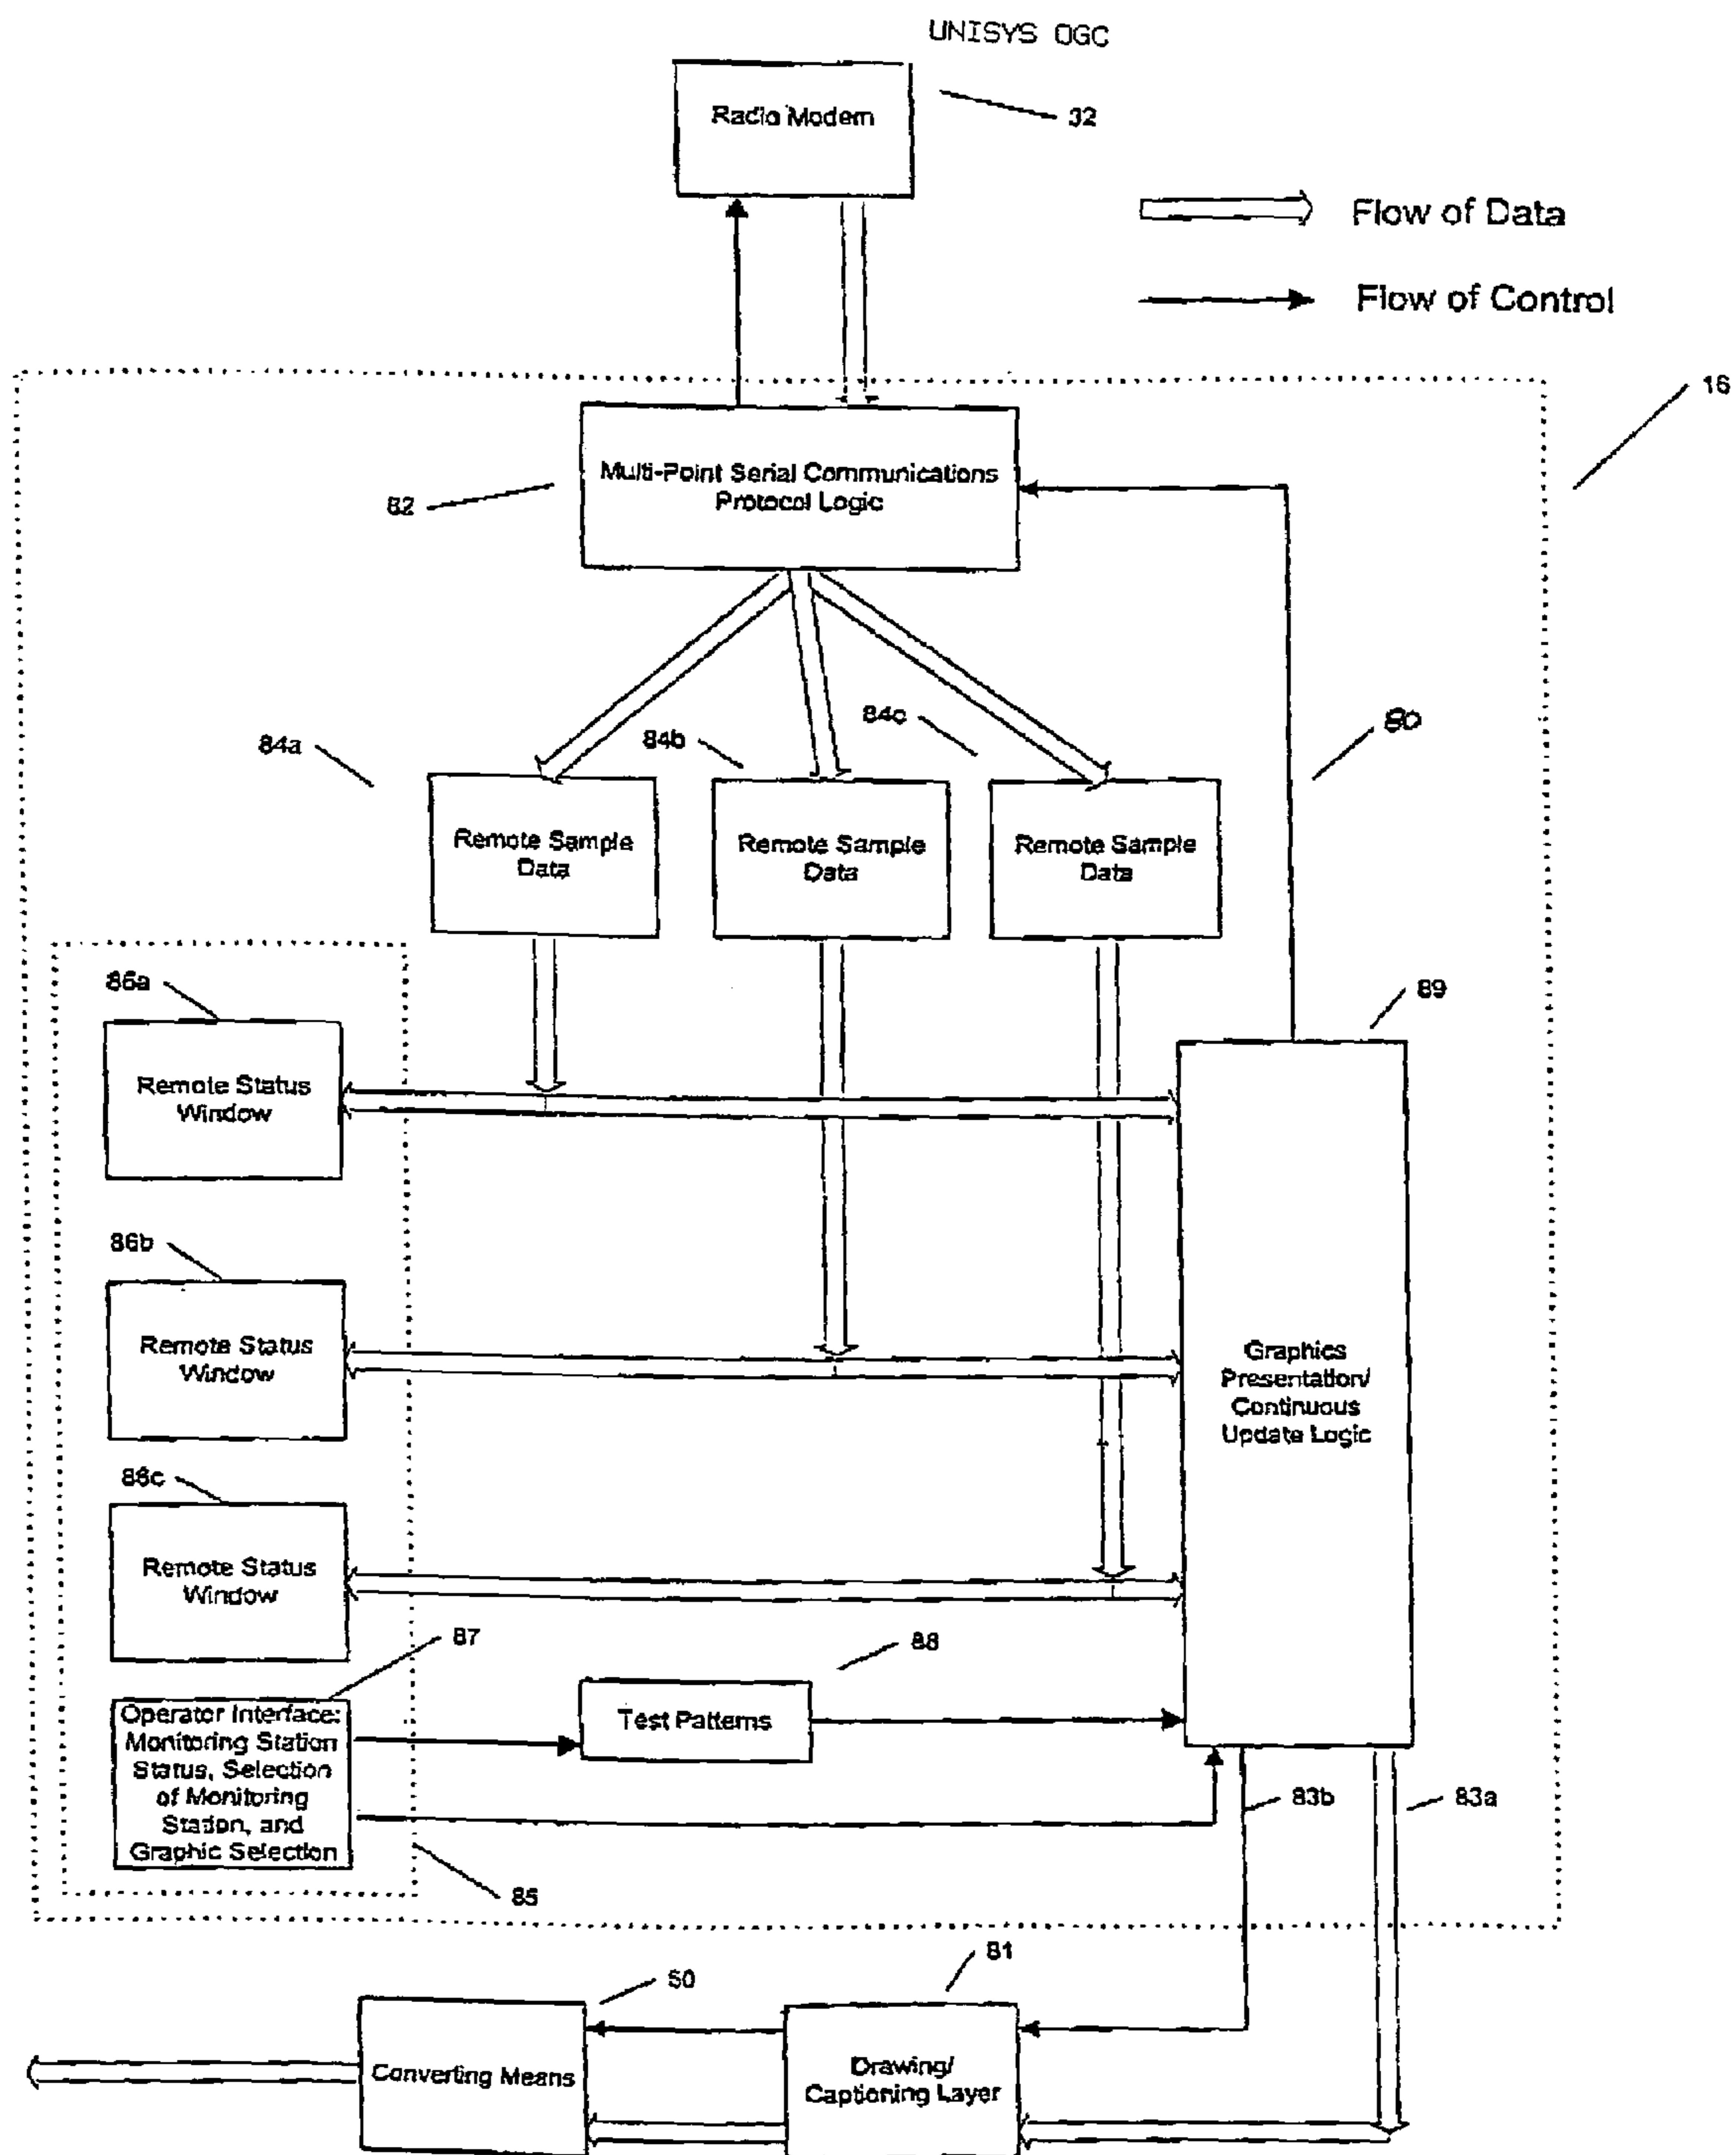 UNISYS OGC
Radio Modem
32
Flow of Data
Flow of Control
16
Multi-Point Serial Communications
Protocol Logic
82
80
84a
84b
84c
Remote Sample
Data
Remote Sample
Data
Remote Sample
Data
86a
89
Remote Status
Window
86b
Remote Status
Window
Graphics
Presentation/
Continuous
Update Logic
86c
Remote Status
Window
87
88
Operator Interface:
Monitoring Station
Status, Selection
of Monitoring
Station, and
Graphic Selection
Test Patterns
83b
83a
85
81
50
Converting Means
Drawing/
Captioning Layer